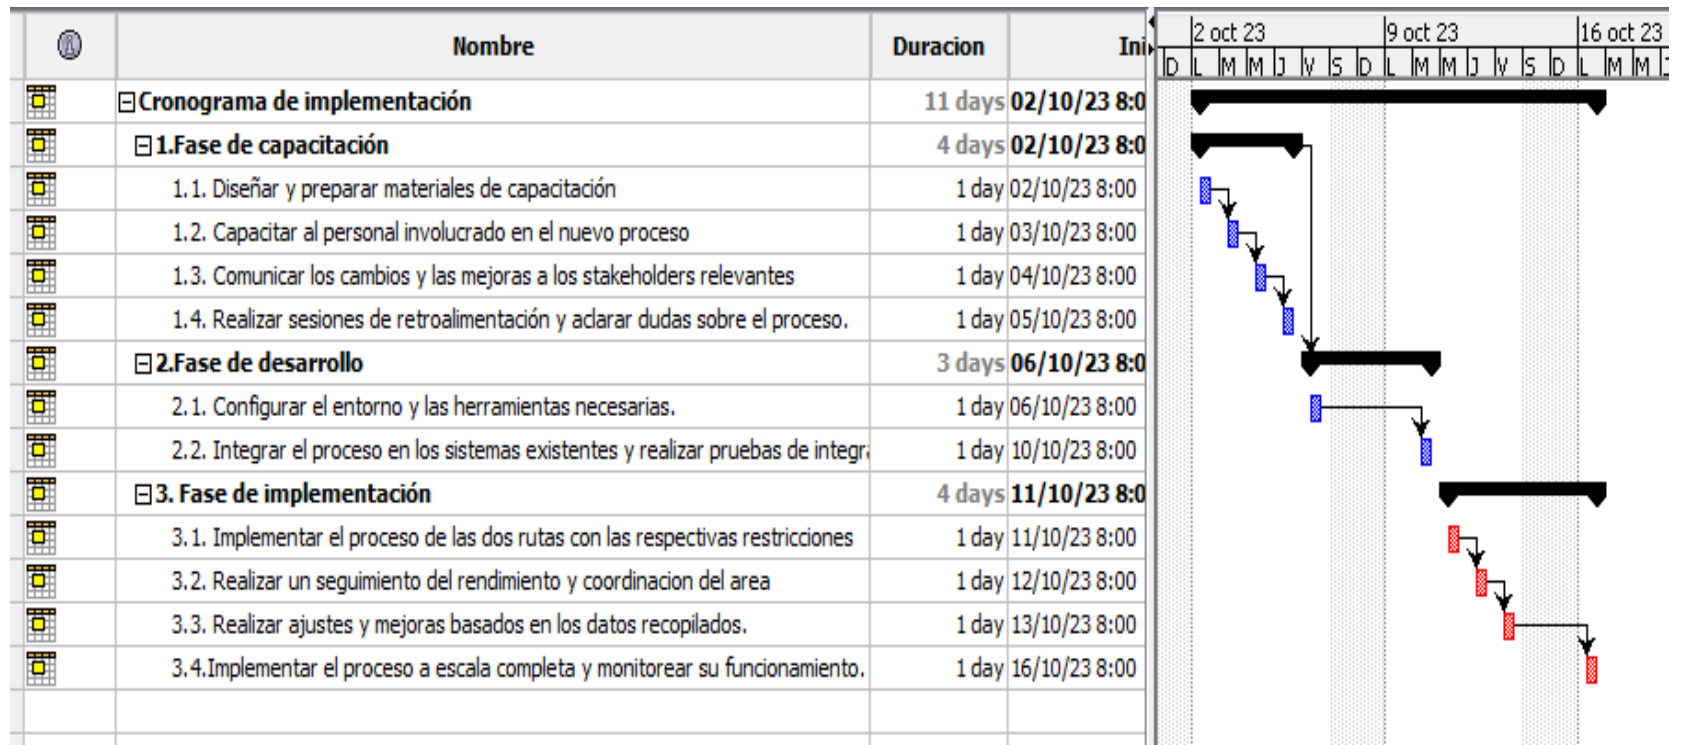 Nombre Duracion Ini 2 oct 23 9 oct 23 16 oct 23
D L M M J V S D L M M J V S D L M M J
Cronograma de implementación 11 days 02/10/23 8:0
1.Fase de capacitación 4 days 02/10/23 8:0
1.1. Diseñar y preparar materiales de capacitación 1 day 02/10/23 8:00
1.2. Capacitar al personal involucrado en el nuevo proceso 1 day 03/10/23 8:00
1.3. Comunicar los cambios y las mejoras a los stakeholders relevantes 1 day 04/10/23 8:00
1.4. Realizar sesiones de retroalimentación y aclarar dudas sobre el proceso. 1 day 05/10/23 8:00
2.Fase de desarrollo 3 days 06/10/23 8:0
2.1. Configurar el entorno y las herramientas necesarias. 1 day 06/10/23 8:00
2.2. Integrar el proceso en los sistemas existentes y realizar pruebas de integra 1 day 10/10/23 8:00
3. Fase de implementación 4 days 11/10/23 8:0
3.1. Implementar el proceso de las dos rutas con las respectivas restricciones 1 day 11/10/23 8:00
3.2. Realizar un seguimiento del rendimiento y coordinacion del area 1 day 12/10/23 8:00
3.3. Realizar ajustes y mejoras basados en los datos recopilados. 1 day 13/10/23 8:00
3.4.Implementar el proceso a escala completa y monitorear su funcionamiento. 1 day 16/10/23 8:00